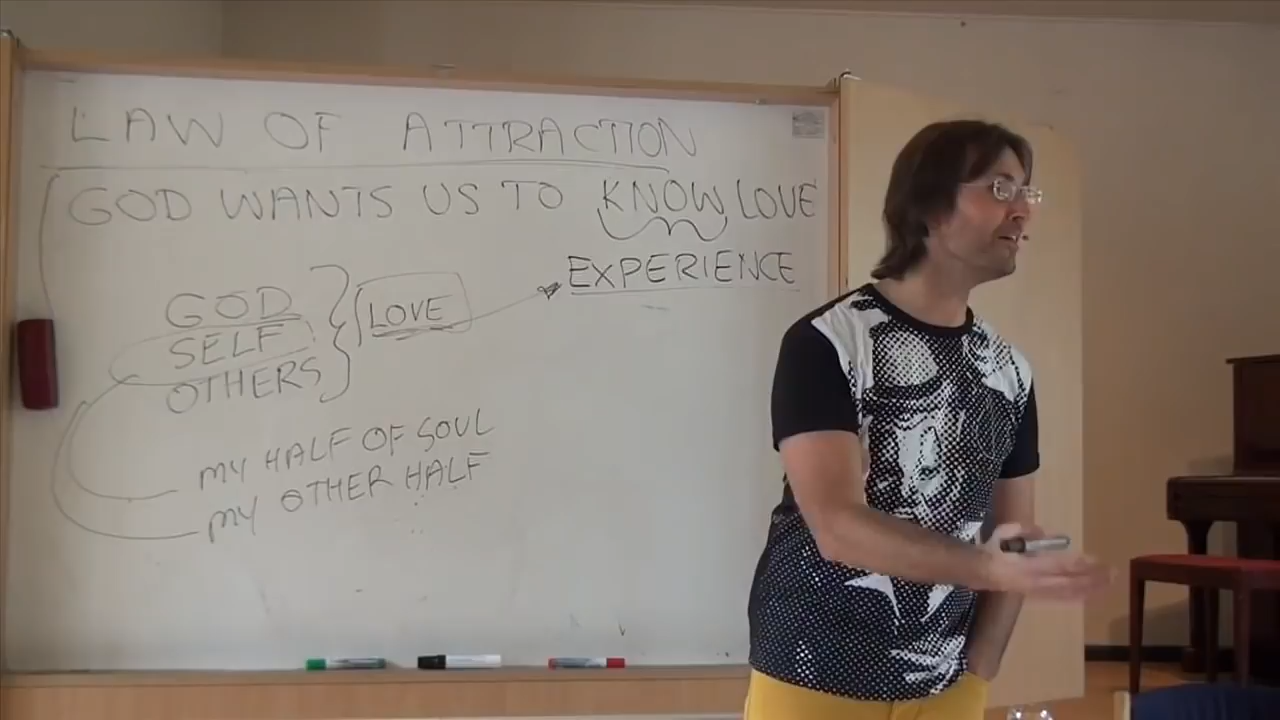 LAW OF ATTRACTION
GOD WANTS US TO KNOW LOVE
EXPERIENCE
GOD
SELF
OTHERS
LOVE
MY HALF OF SOUL
MY OTHER HALF